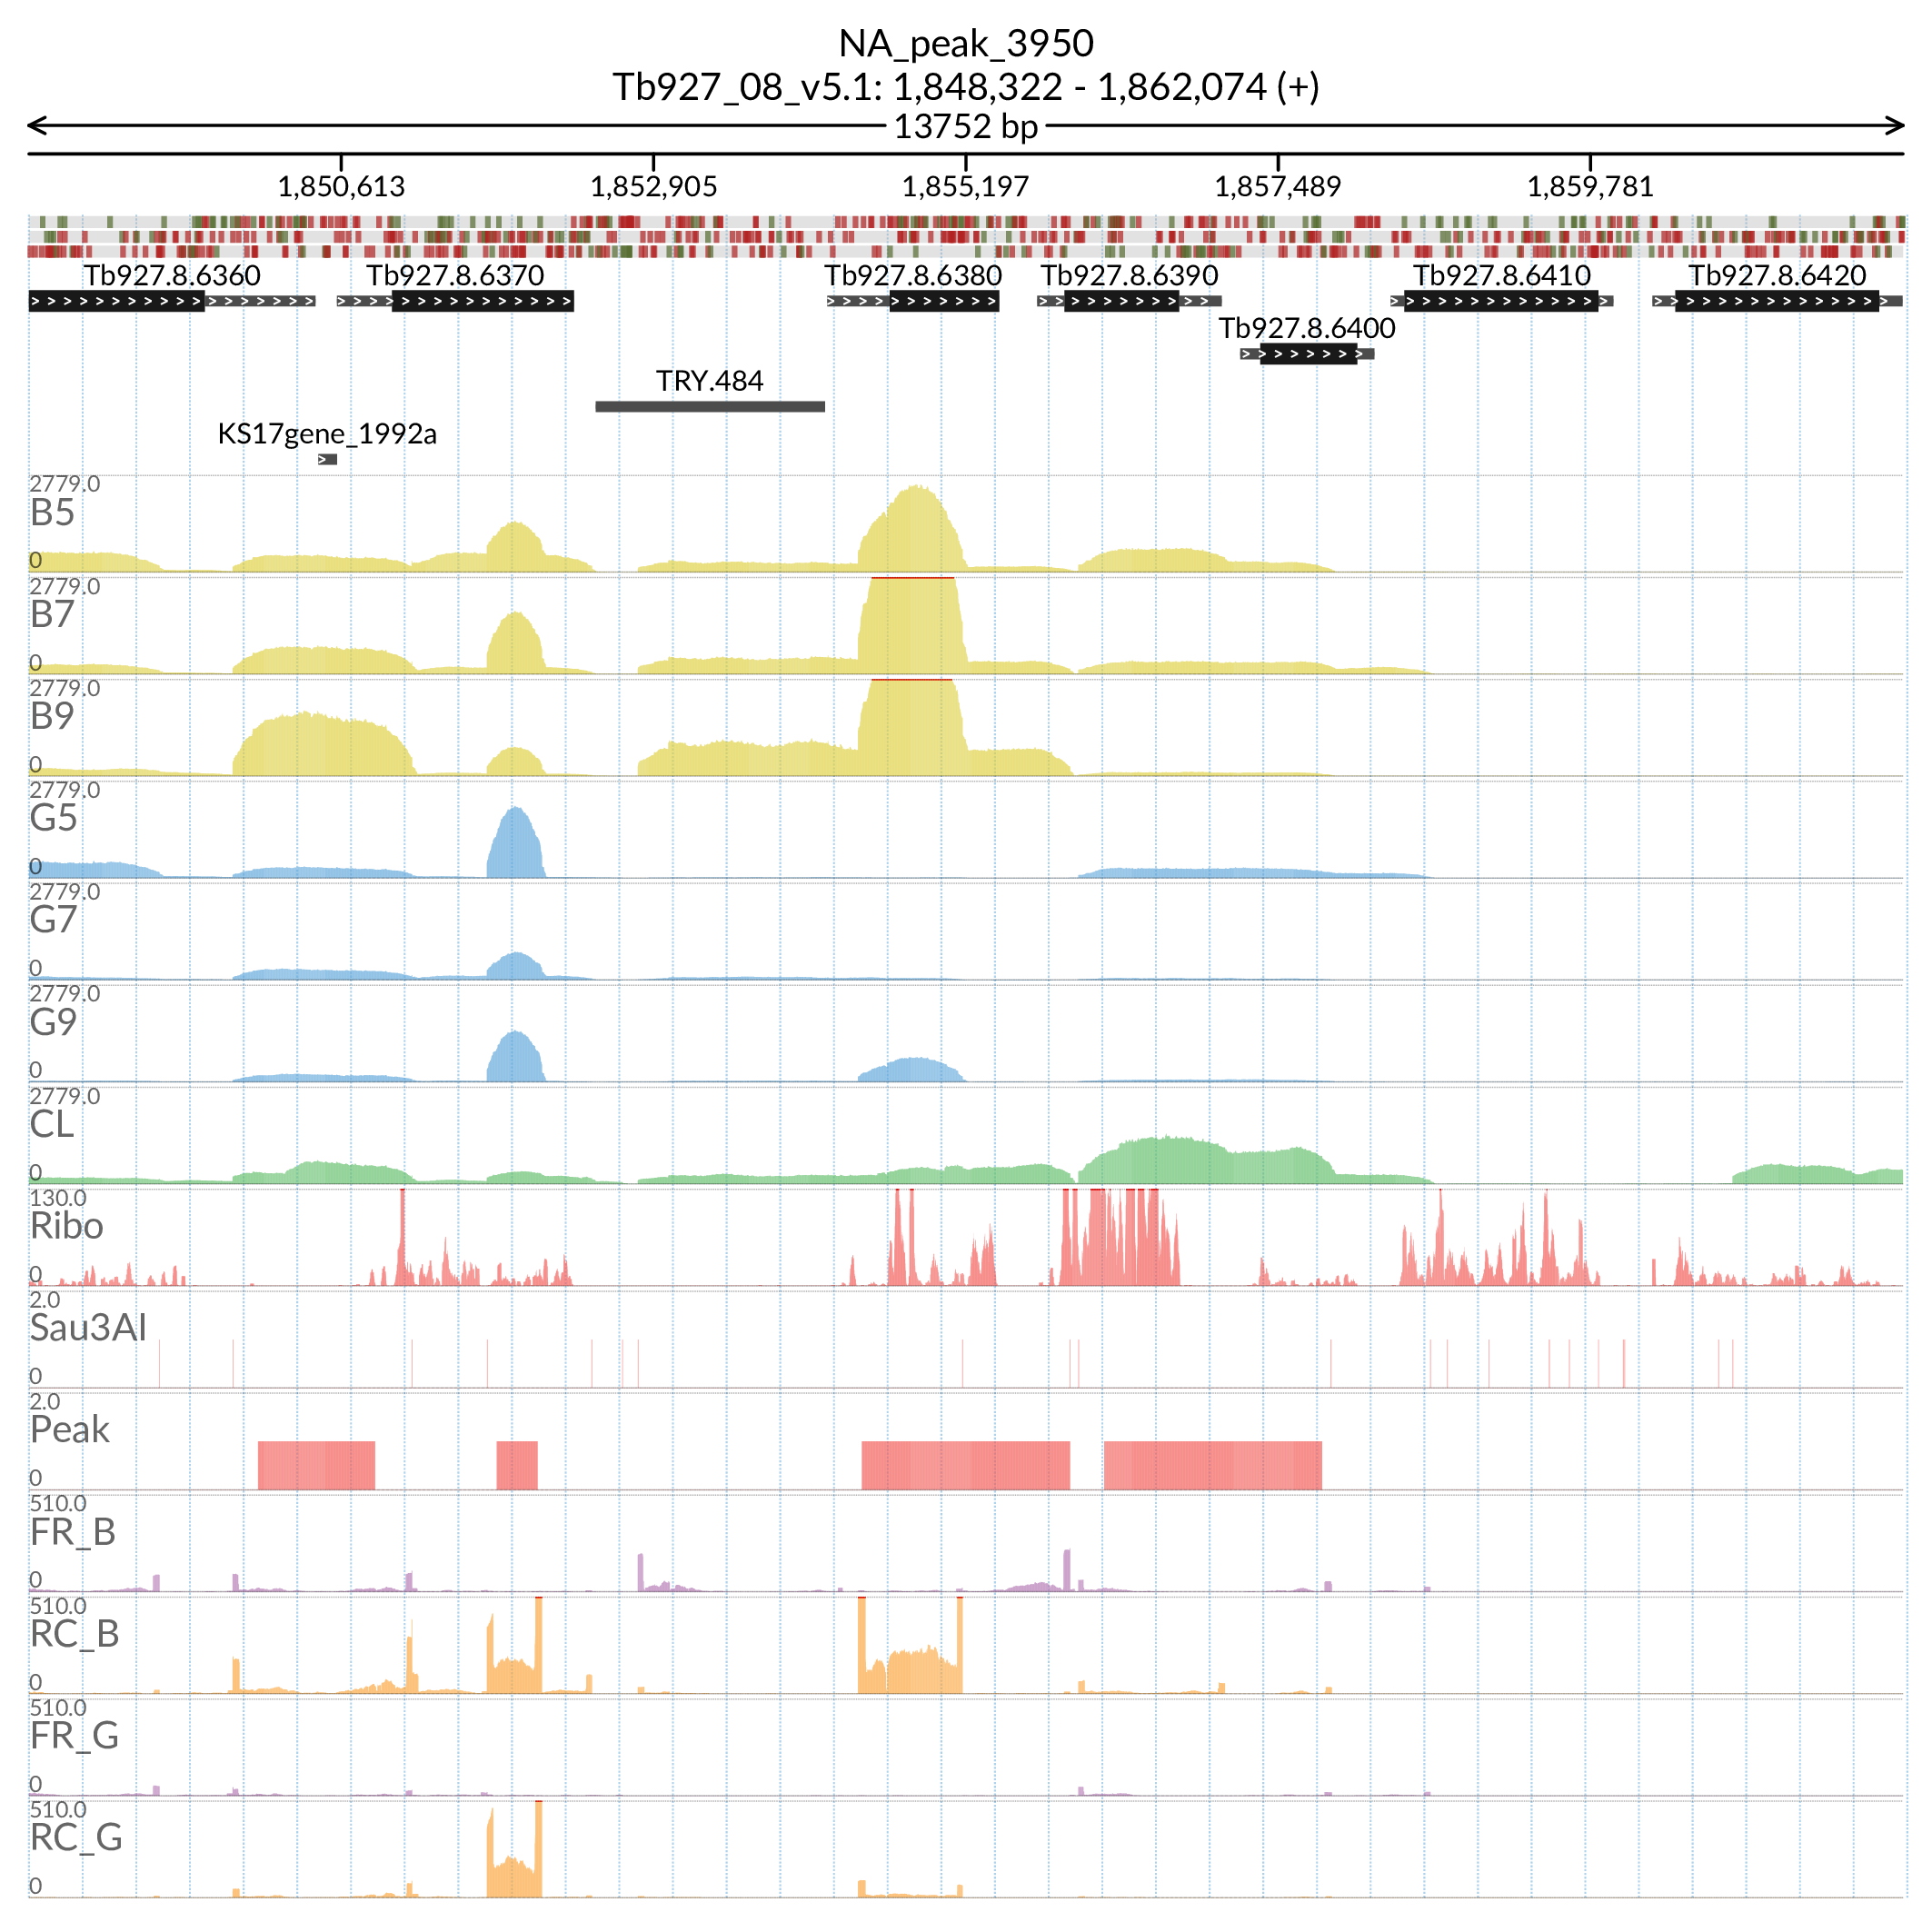 NA_peak_3950
Tb927_08_v5.1: 1,848,322 - 1,862,074 (+)
13752 bp
1,850,613 1,852,905 1,855,197 1,857,489 1,859,781
Tb927.8.6360 Tb927.8.6370 Tb927.8.6380 Tb927.8.6390 Tb927.8.6410 Tb927.8.6420
Tb927.8.6400
TRY.484
KS17gene_1992a
2779.0
B5
0
2779.0
B7
0
2779.0
B9
0
2779.0
G5
0
2779.0
G7
0
2779.0
G9
0
2779.0
CL
0
130.0
Ribo
0
2.0
Sau3AI
0
2.0
Peak
0
510.0
FR_B
0
510.0
RC_B
0
510.0
FR_G
0
510.0
RC_G
0